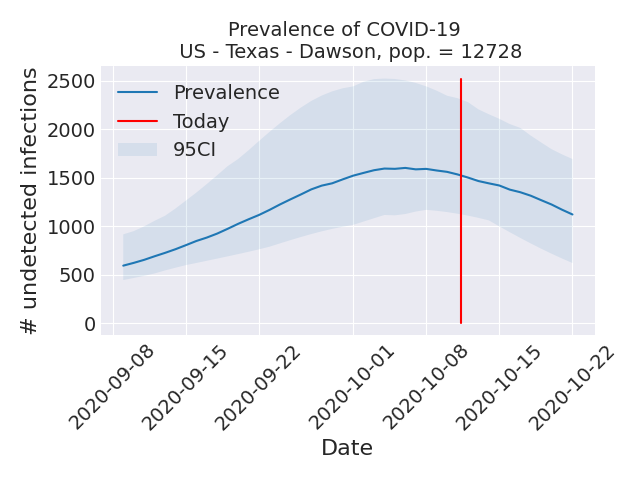 Prevalence of COVID-19
US - Texas - Dawson, pop. = 12728
# undetected infections
2500
2000
1500
1000
500
0
Prevalence
Today
95CI
2020-09-08
2020-09-15
2020-09-22
2020-10-01
2020-10-08
2020-10-15
2020-10-22
Date